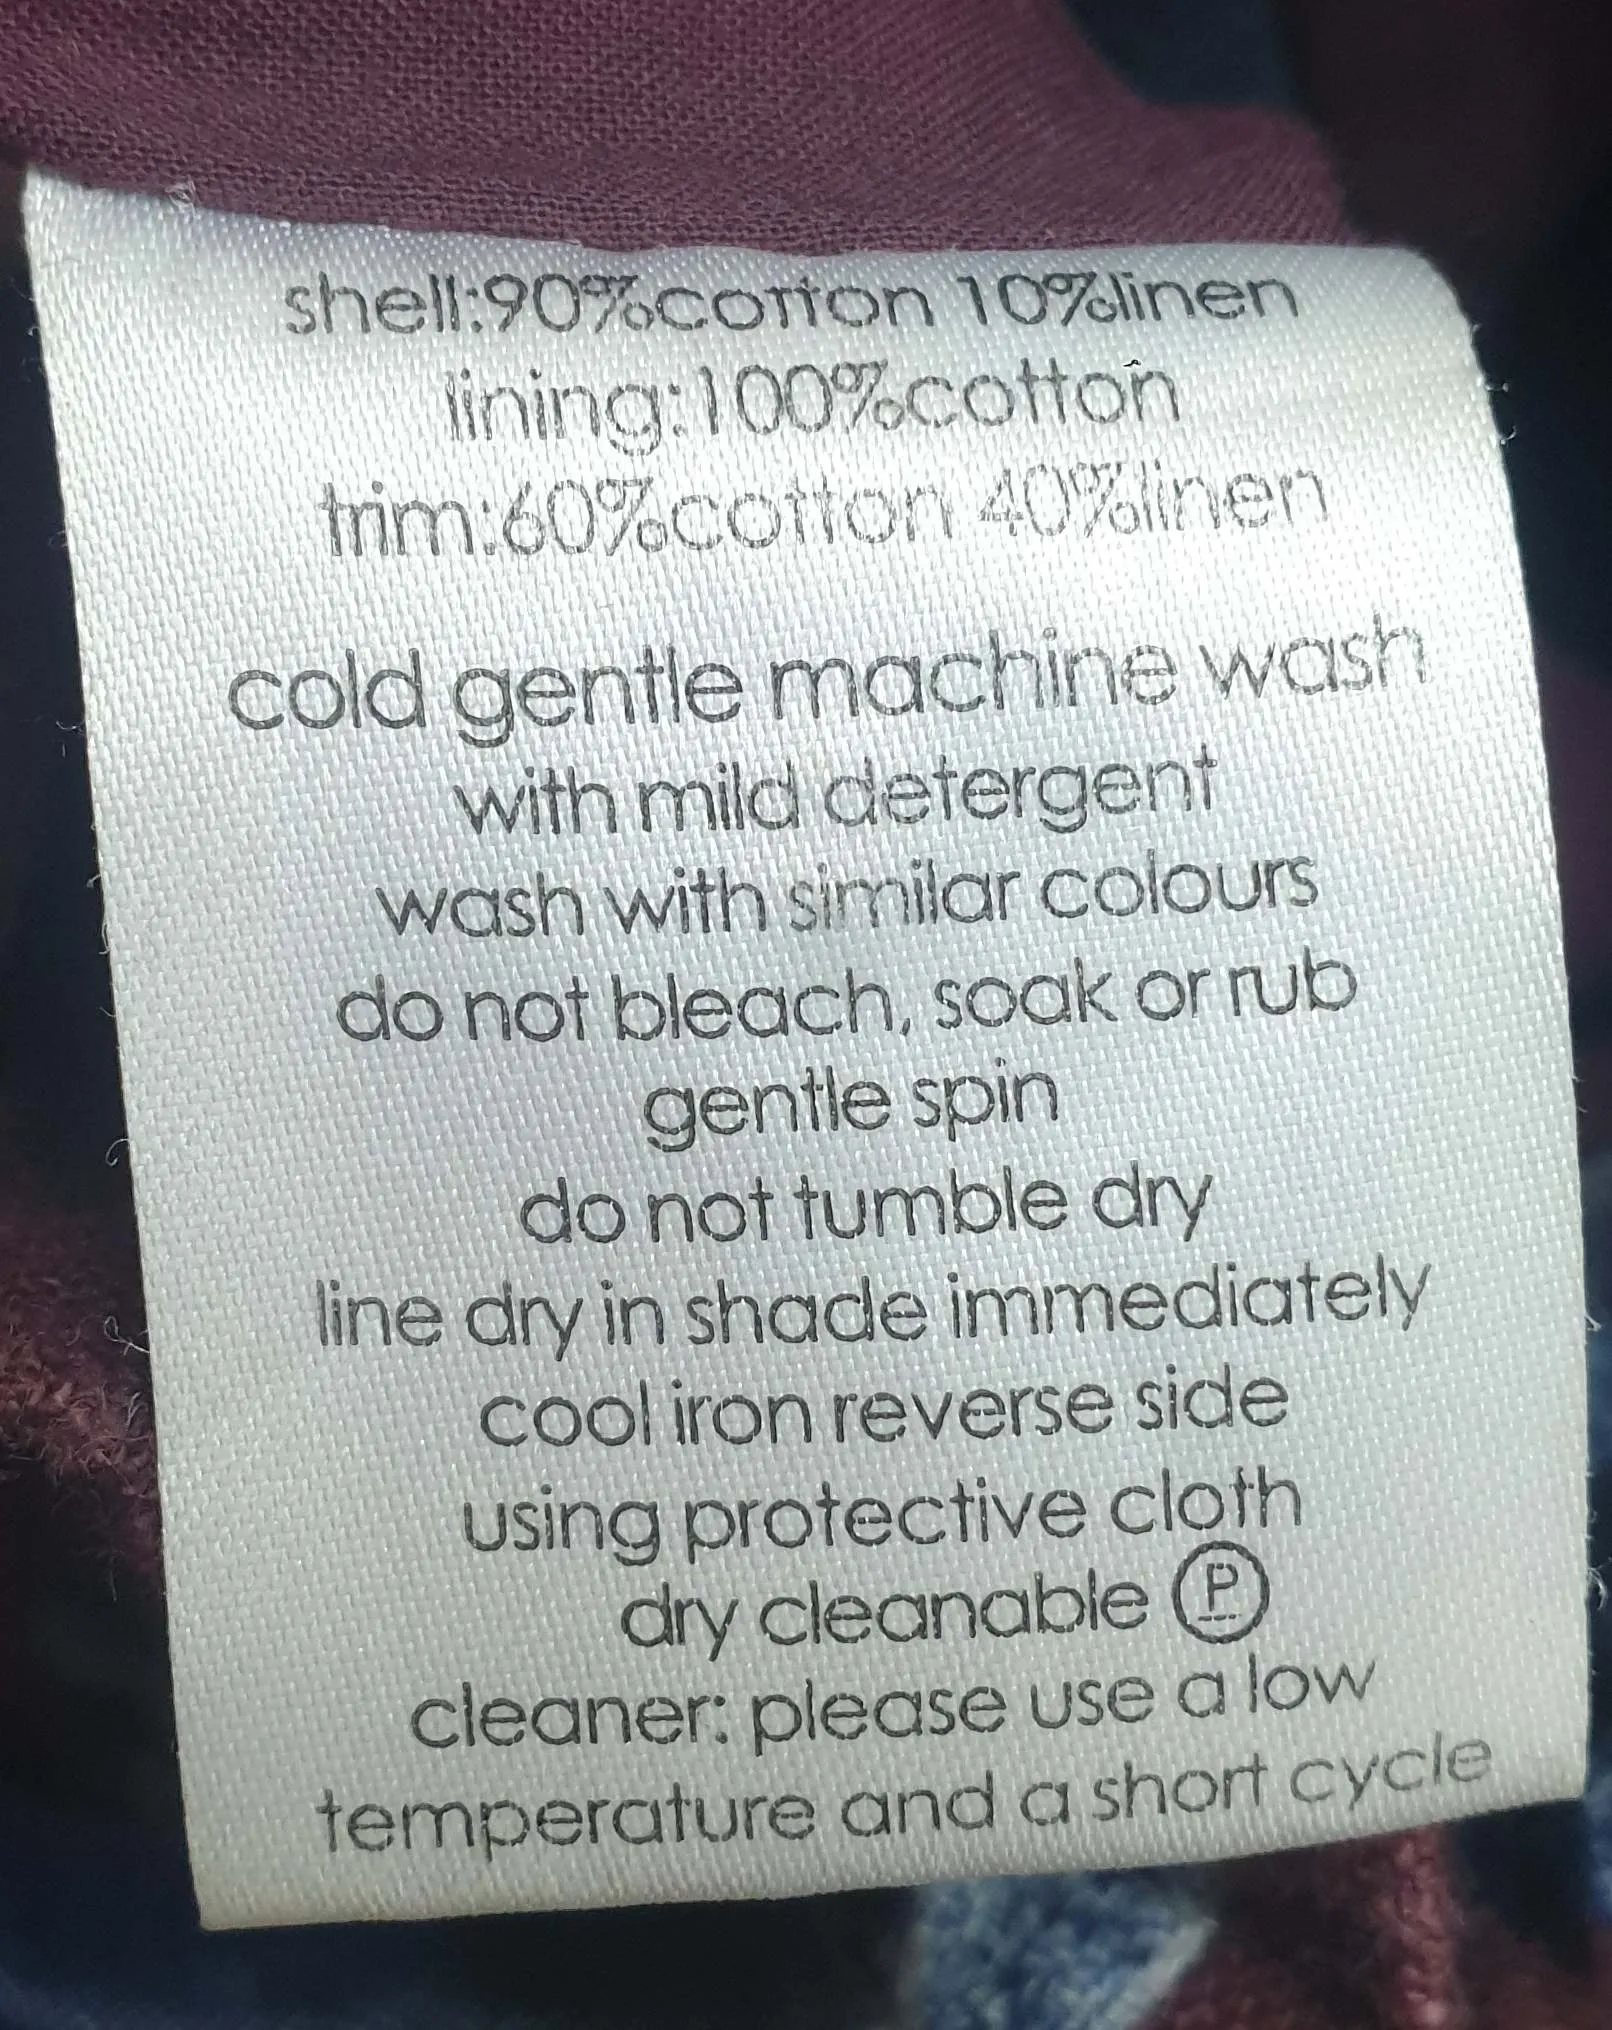 shell:90%cotton 10%linen
lining:100%cotton
trim:60%cotton 40%linen
cold gentle machine wash
with mild detergent
wash with similar colours
do not bleach, soak or rub
gentle spin
do not tumble dry
line dry in shade immediately
cool iron reverse side
using protective cloth
dry cleanable Ⓟ
cleaner: please use a low
temperature and a short cycle